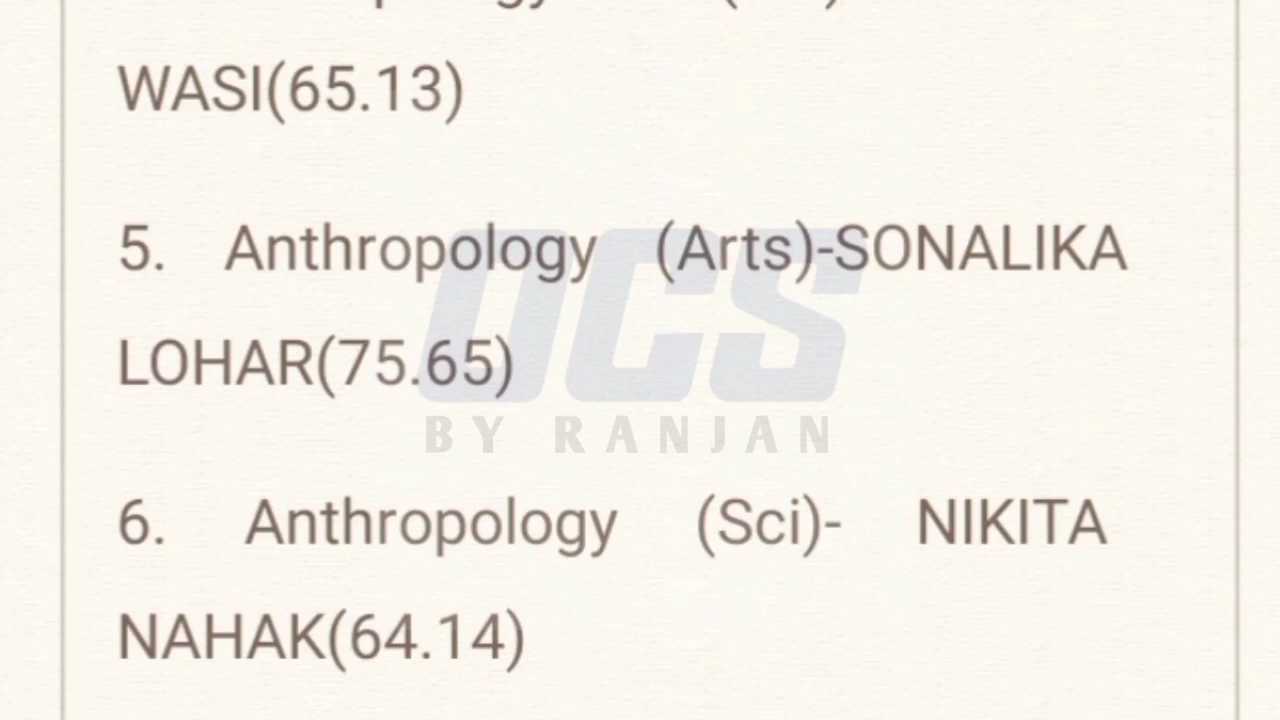 WASI(65.13)
5. Anthropology (Arts)-SONALIKA
LOHAR(75.65)
OCS
BY RANJAN
6. Anthropology (Sci)- NIKITA
NAHAK(64.14)